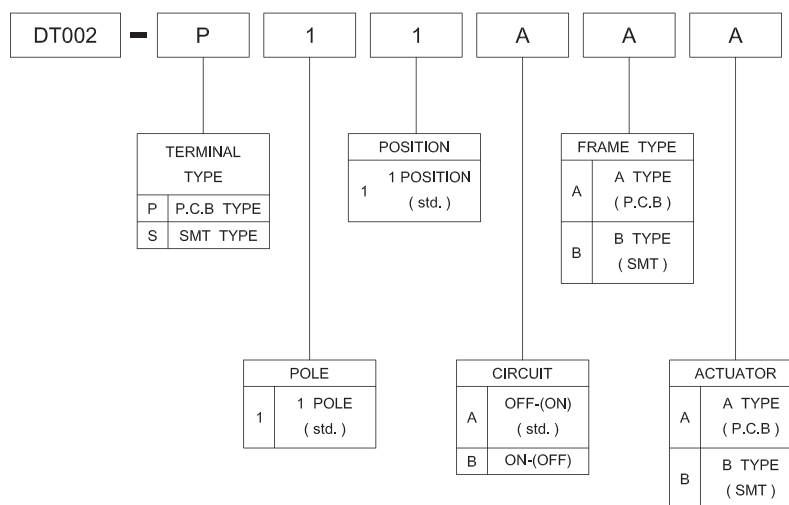 DT002 - P 1 1 A A A
TERMINAL
TYPE
P P.C.B TYPE
S SMT TYPE
POSITION
1 1 POSITION
( std. )
FRAME TYPE
A A TYPE
( P.C.B )
B B TYPE
( SMT )
POLE
1 1 POLE
( std. )
CIRCUIT
A OFF-(ON)
( std. )
B ON-(OFF)
ACTUATOR
A A TYPE
( P.C.B )
B B TYPE
( SMT )